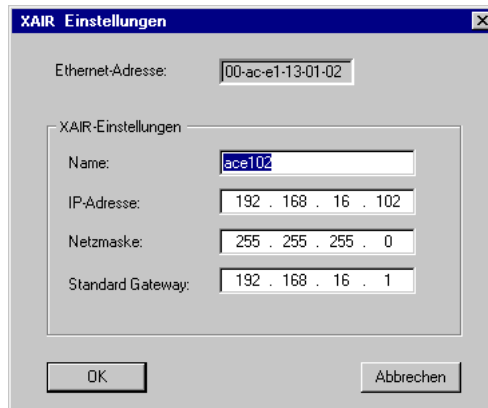 XAIR Einstellungen
Ethernet-Adresse: 00-ac-e1-13-01-02
XAIR-Einstellungen
Name: ace102
IP-Adresse: 192 . 168 . 16 . 102
Netzmaske: 255 . 255 . 255 . 0
Standard Gateway: 192 . 168 . 16 . 1
OK Abbrechen